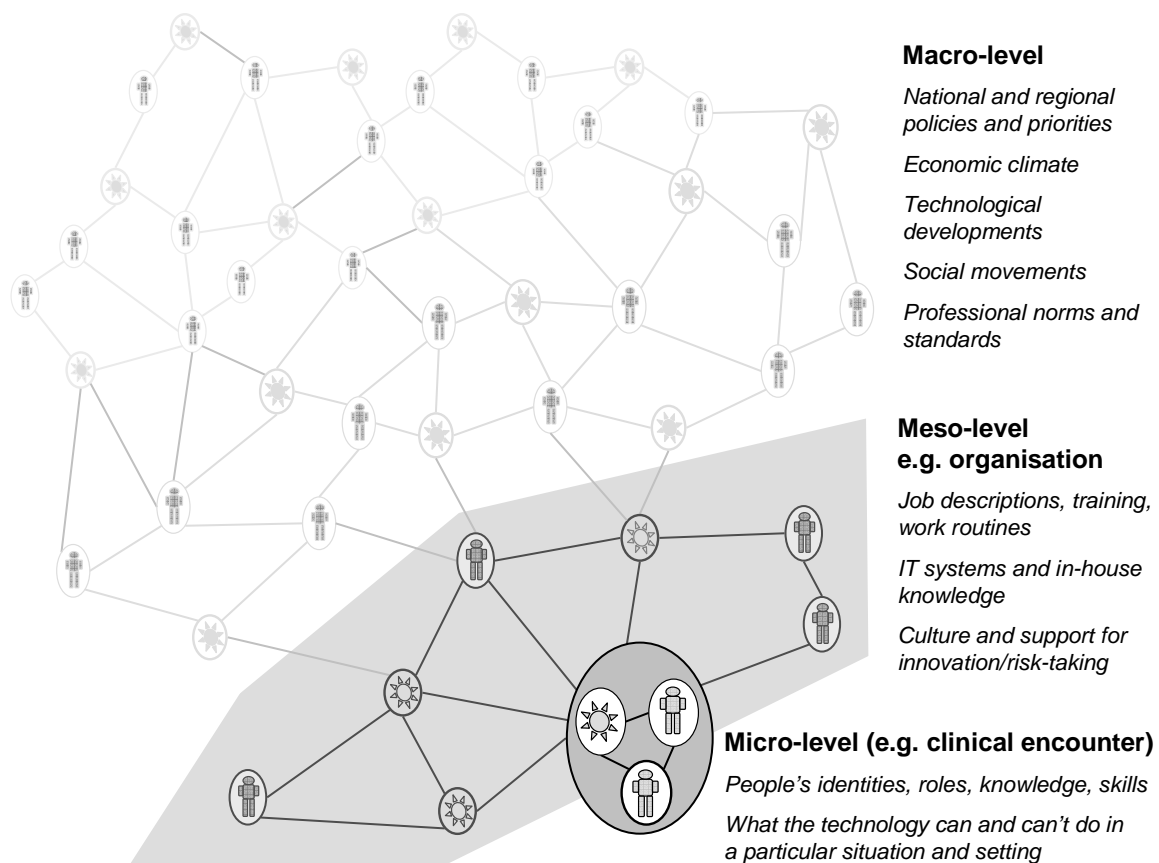 Macro-level
National and regional
policies and priorities
Economic climate
Technological
developments
Social movements
Professional norms and
standards
Meso-level
e.g. organisation
Job descriptions, training,
work routines
IT systems and in-house
knowledge
Culture and support for
innovation/risk-taking
Micro-level (e.g. clinical encounter)
People’s identities, roles, knowledge, skills
What the technology can and can’t do in
a particular situation and setting